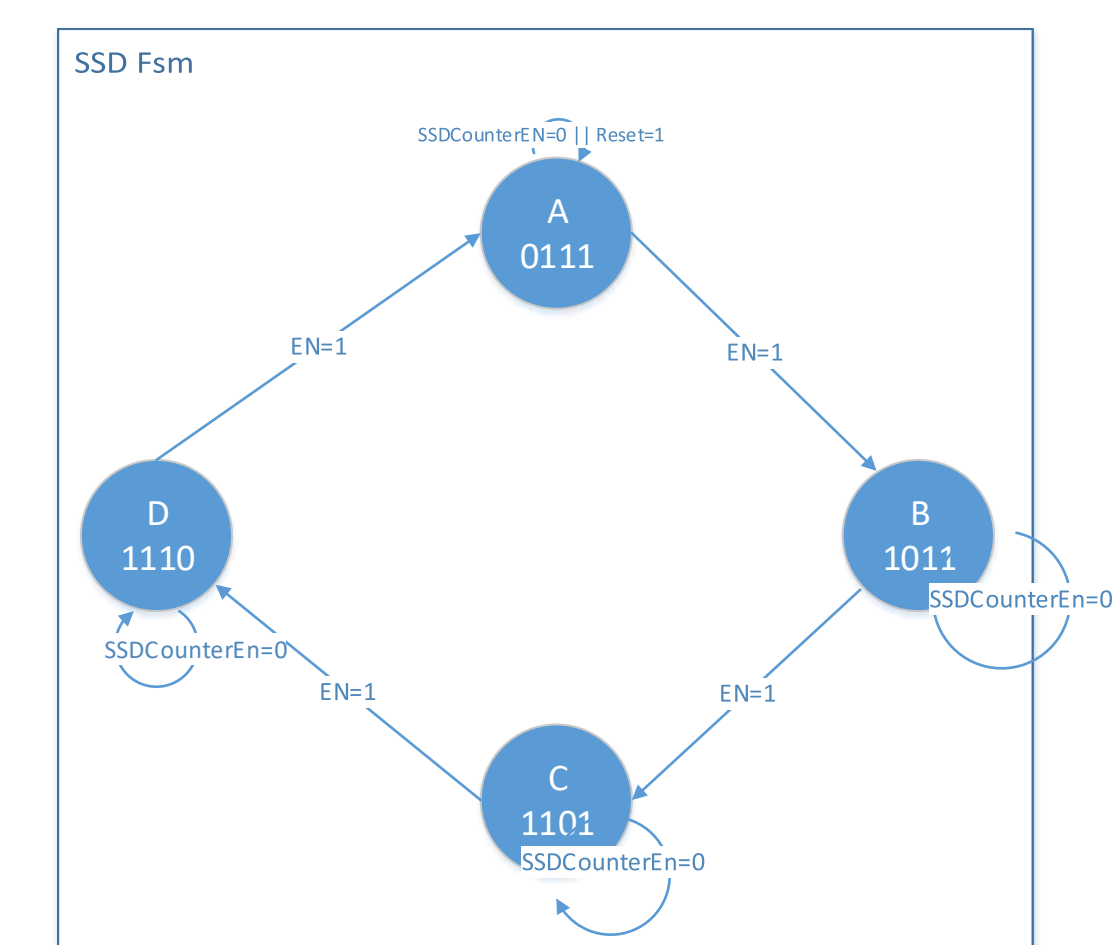 SSD Fsm
SSDCounterEN=0 || Reset=1
A
0111
EN=1
EN=1
D
1110
B
1011
SSDCounterEn=0
SSDCounterEn=0
EN=1
EN=1
C
1101
SSDCounterEn=0